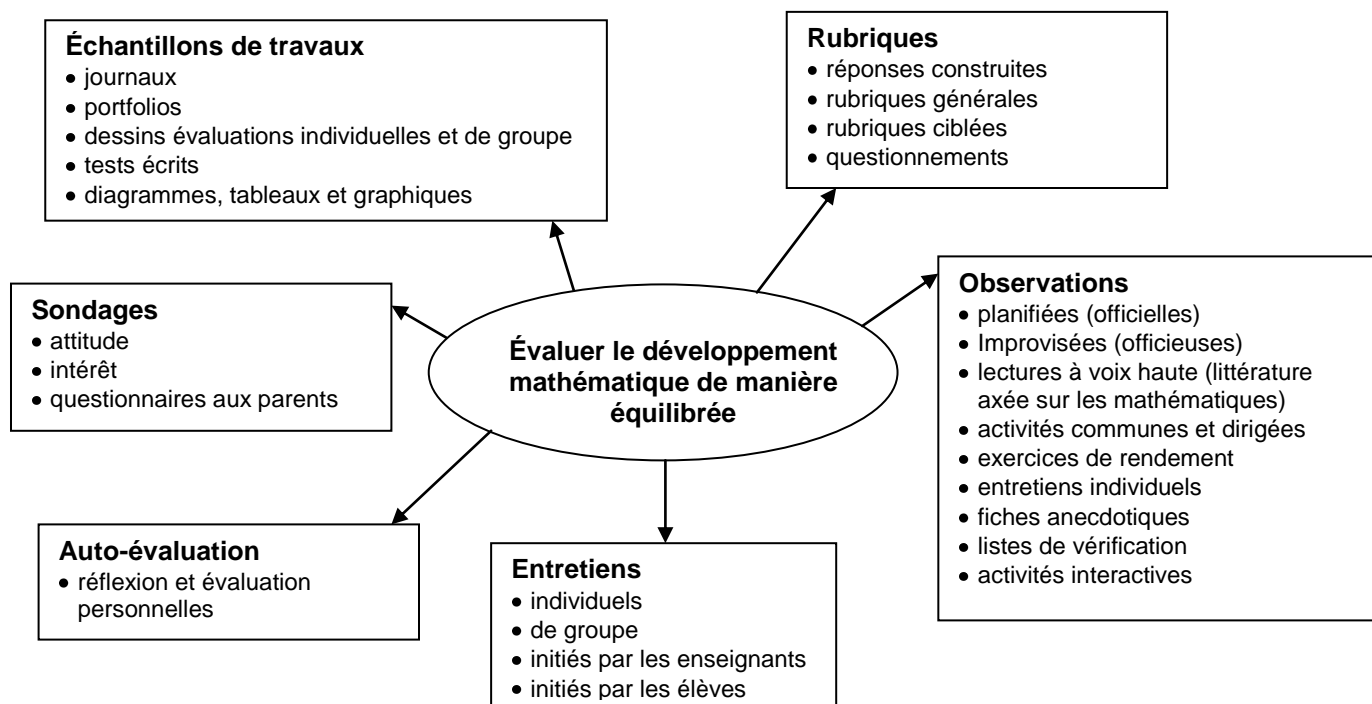 Échantillons de travaux
• journaux
• portfolios
• dessins évaluations individuelles et de groupe
• tests écrits
• diagrammes, tableaux et graphiques
Rubriques
• réponses construites
• rubriques générales
• rubriques ciblées
• questionnements
Sondages
• attitude
• intérêt
• questionnaires aux parents
Évaluer le développement
mathématique de manière
équilibrée
Observations
• planifiées (officielles)
• Improvisées (officieuses)
• lectures à voix haute (littérature
axée sur les mathématiques)
• activités communes et dirigées
• exercices de rendement
• entretiens individuels
• fiches anecdotiques
• listes de vérification
• activités interactives
Auto-évaluation
• réflexion et évaluation
personnelles
Entretiens
• individuels
• de groupe
• initiés par les enseignants
• initiés par les élèves